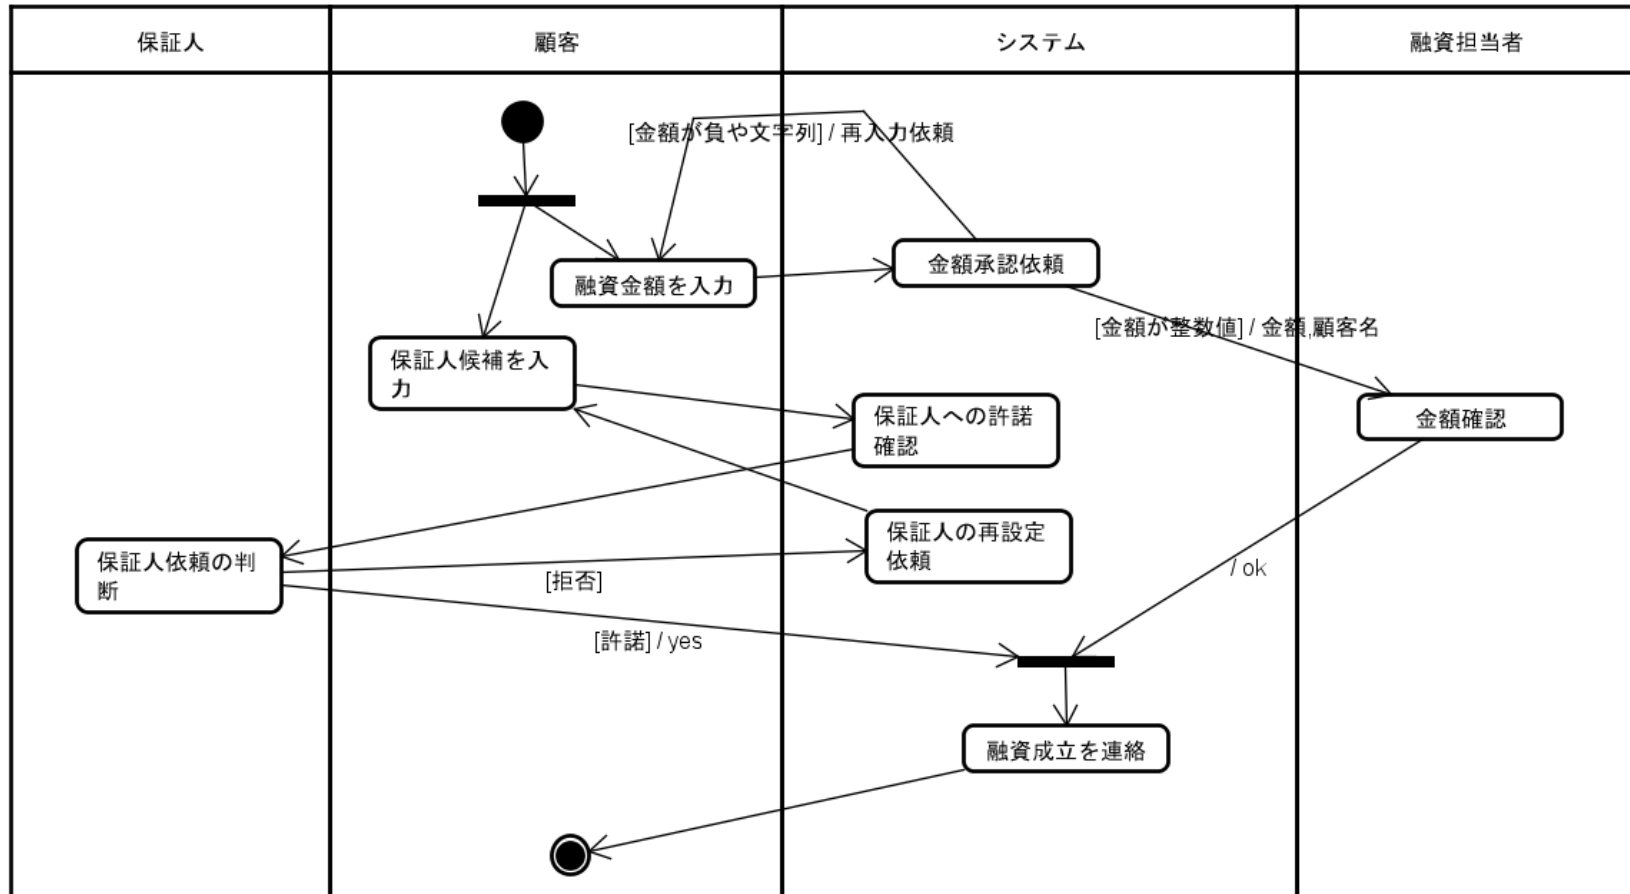 保証人
顧客
システム
融資担当者
[金額が負や文字列] / 再入力依頼
金額承認依頼
融資金額を入力
[金額が整数値] / 金額,顧客名
保証人候補を入
力
保証人への許諾
確認
金額確認
保証人の再設定
依頼
保証人依頼の判
断
[拒否]
/ ok
[許諾] / yes
融資成立を連絡